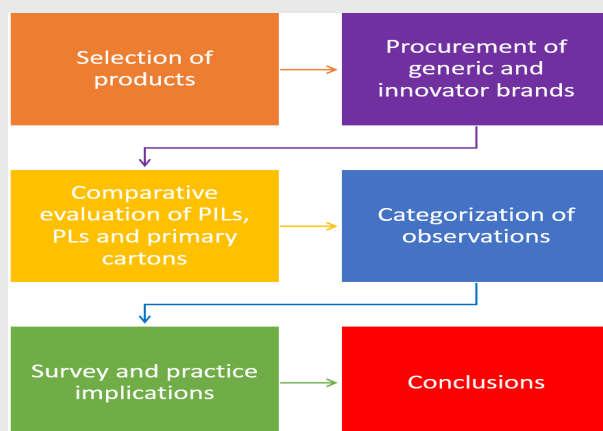 Selection of
products
Procurement of
generic and
innovator brands
Comparative
evaluation of PILs,
PLs and primary
cartons
Categorization of
observations
Survey and practice
implications
Conclusions